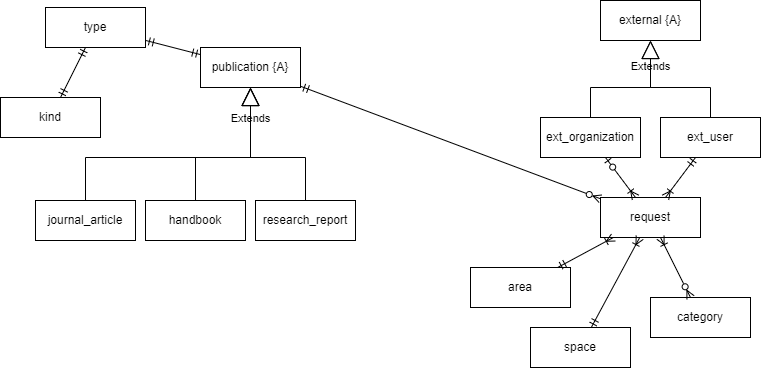 type
external {A}
publication {A}
Extends
kind
Extends
ext_organization
ext_user
journal_article
handbook
research_report
request
area
category
space